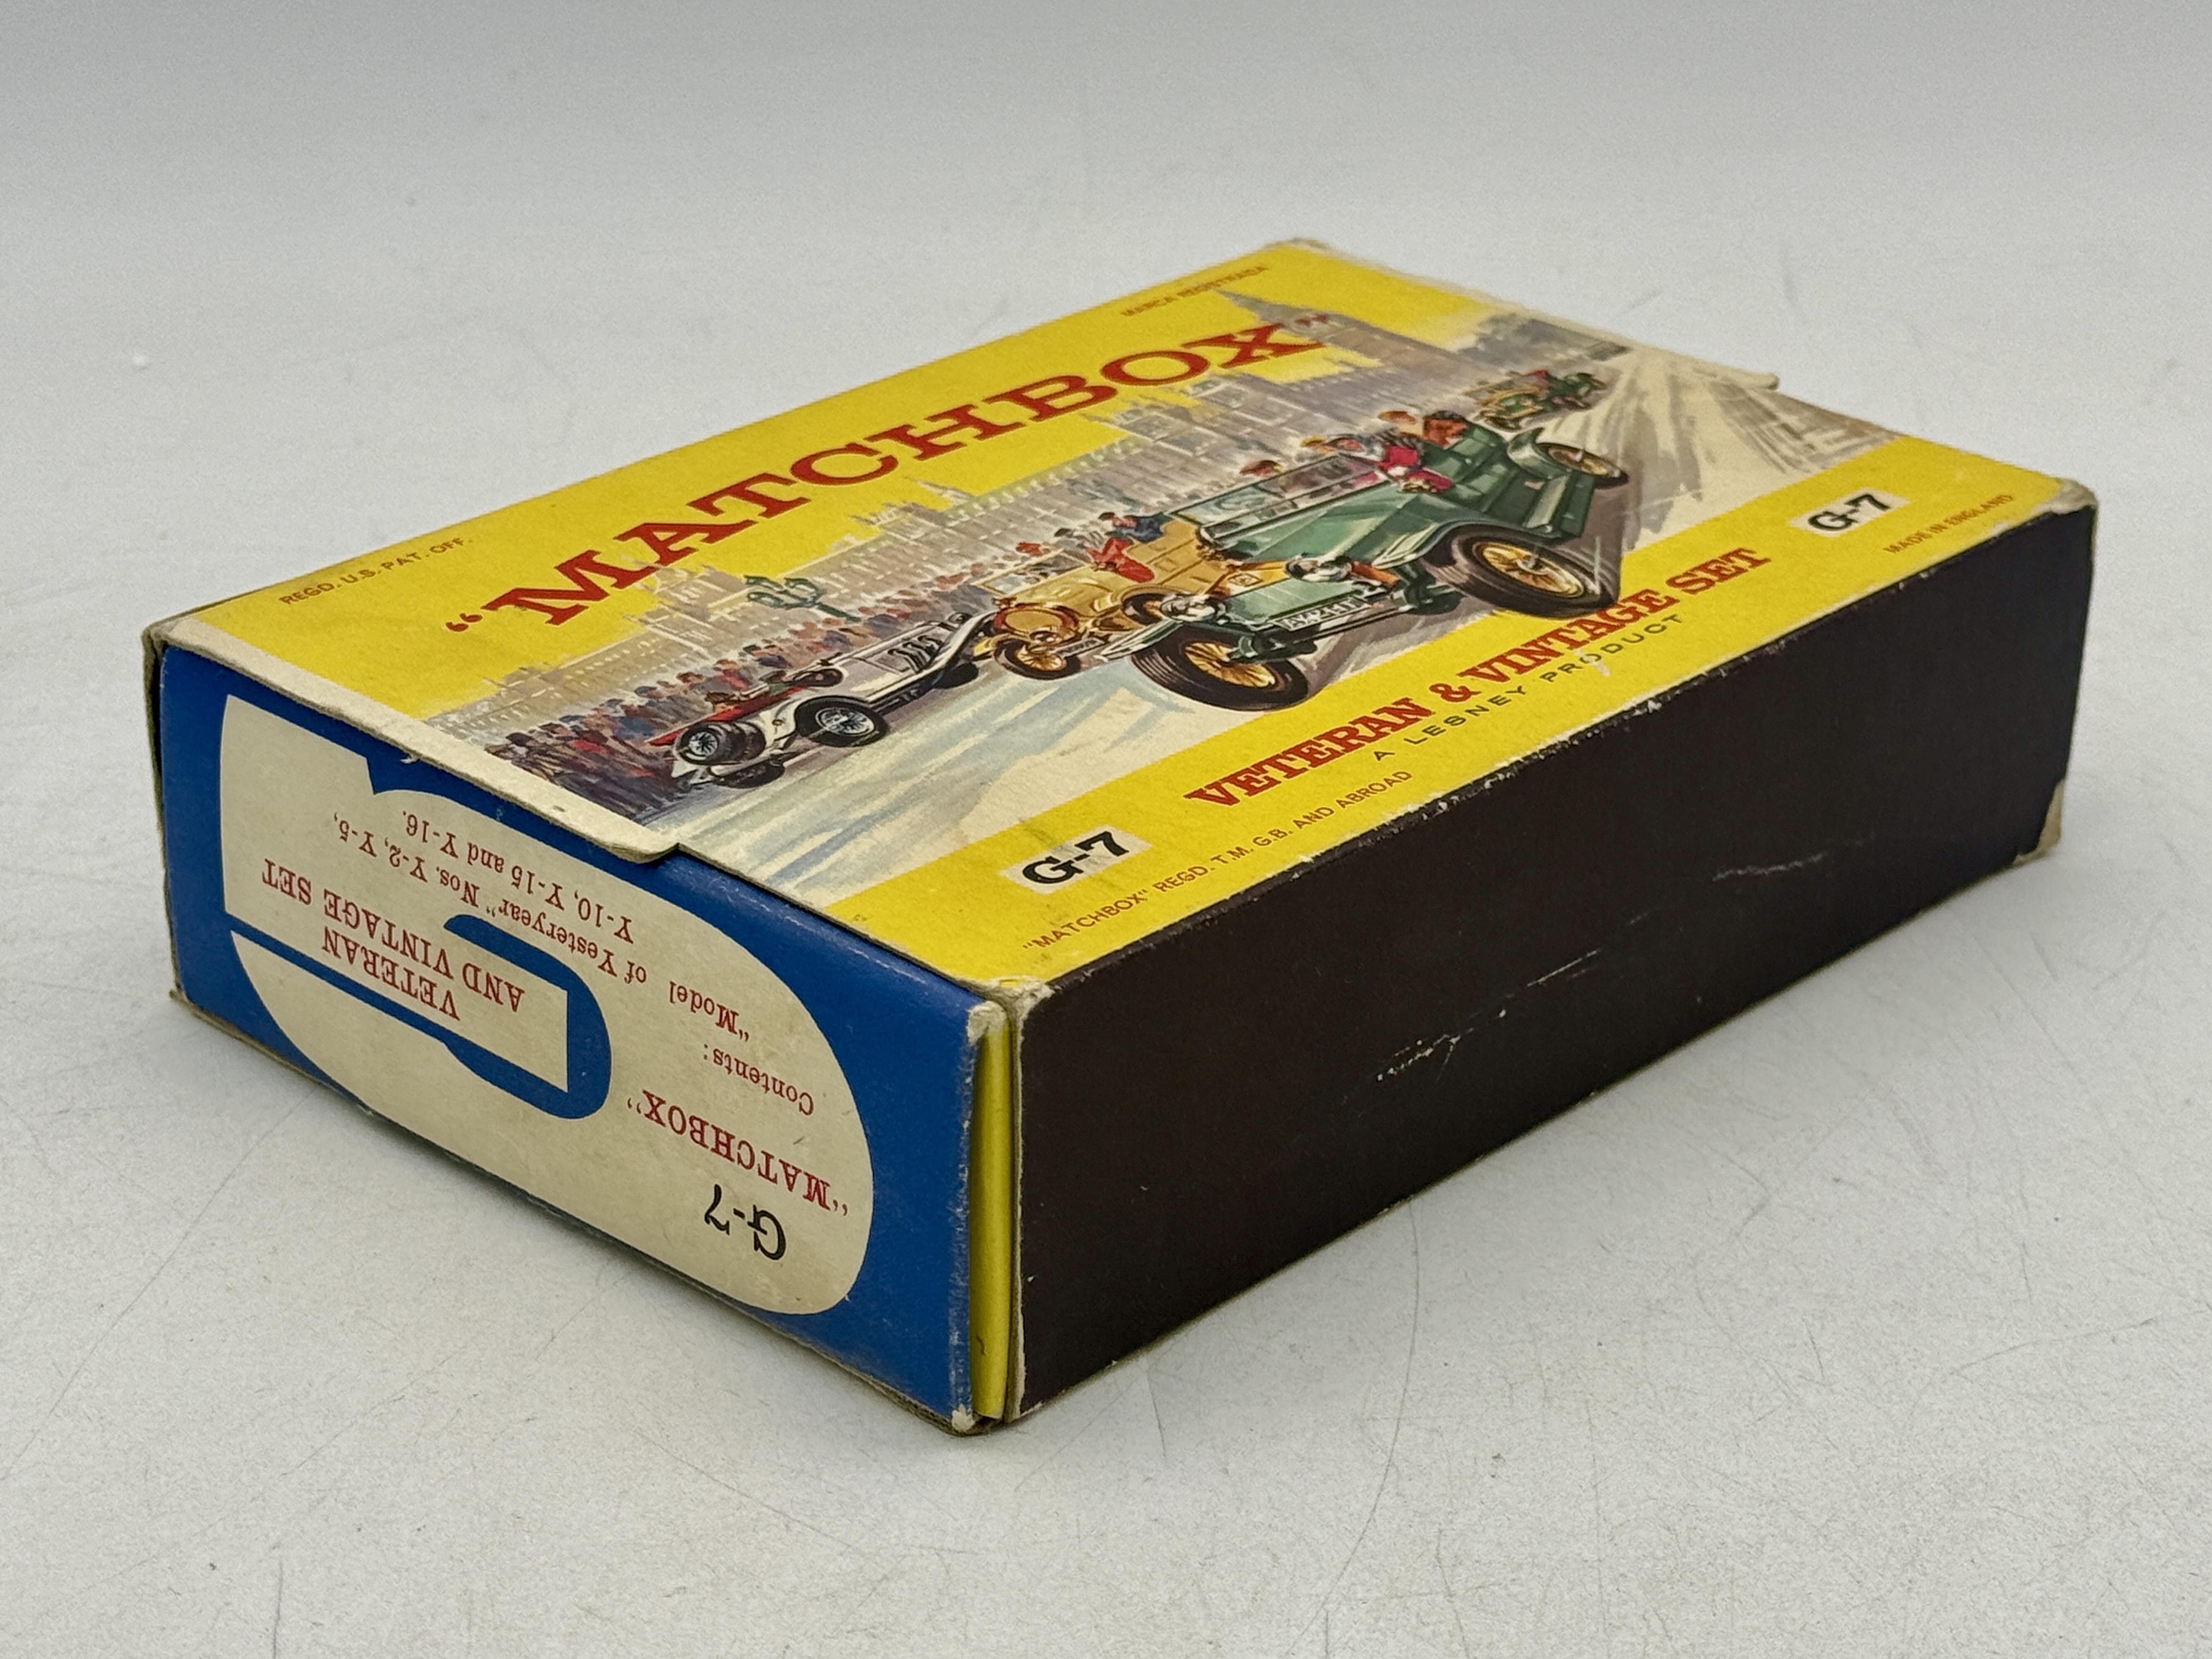 MARCA REGISTRADA
REGD. U.S. PAT. OFF.
“MATCHBOX”
G-7
VETERAN & VINTAGE SET
A LESNEY PRODUCT
G-7
"MATCHBOX" REGD. T.M. G.B. AND ABROAD
MADE IN ENGLAND
G-7
“MATCHBOX”
Contents:
“Model of Yesteryear” Nos. Y-2, Y-5,
Y-10, Y-15 and Y-16.
VETERAN
AND VINTAGE SET